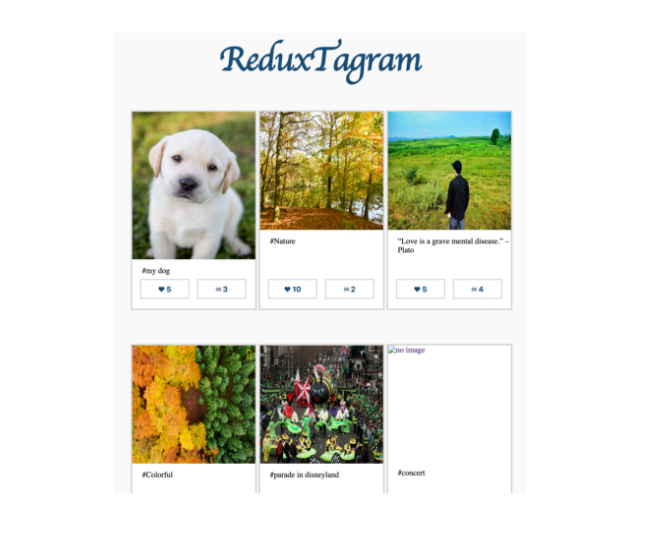 ReduxTagram
#my dog
5
3
#Nature
10
2
“Love is a grave mental disease.” –
Plato
5
4
#Colorful
#parade in disneyland
no image
#concert